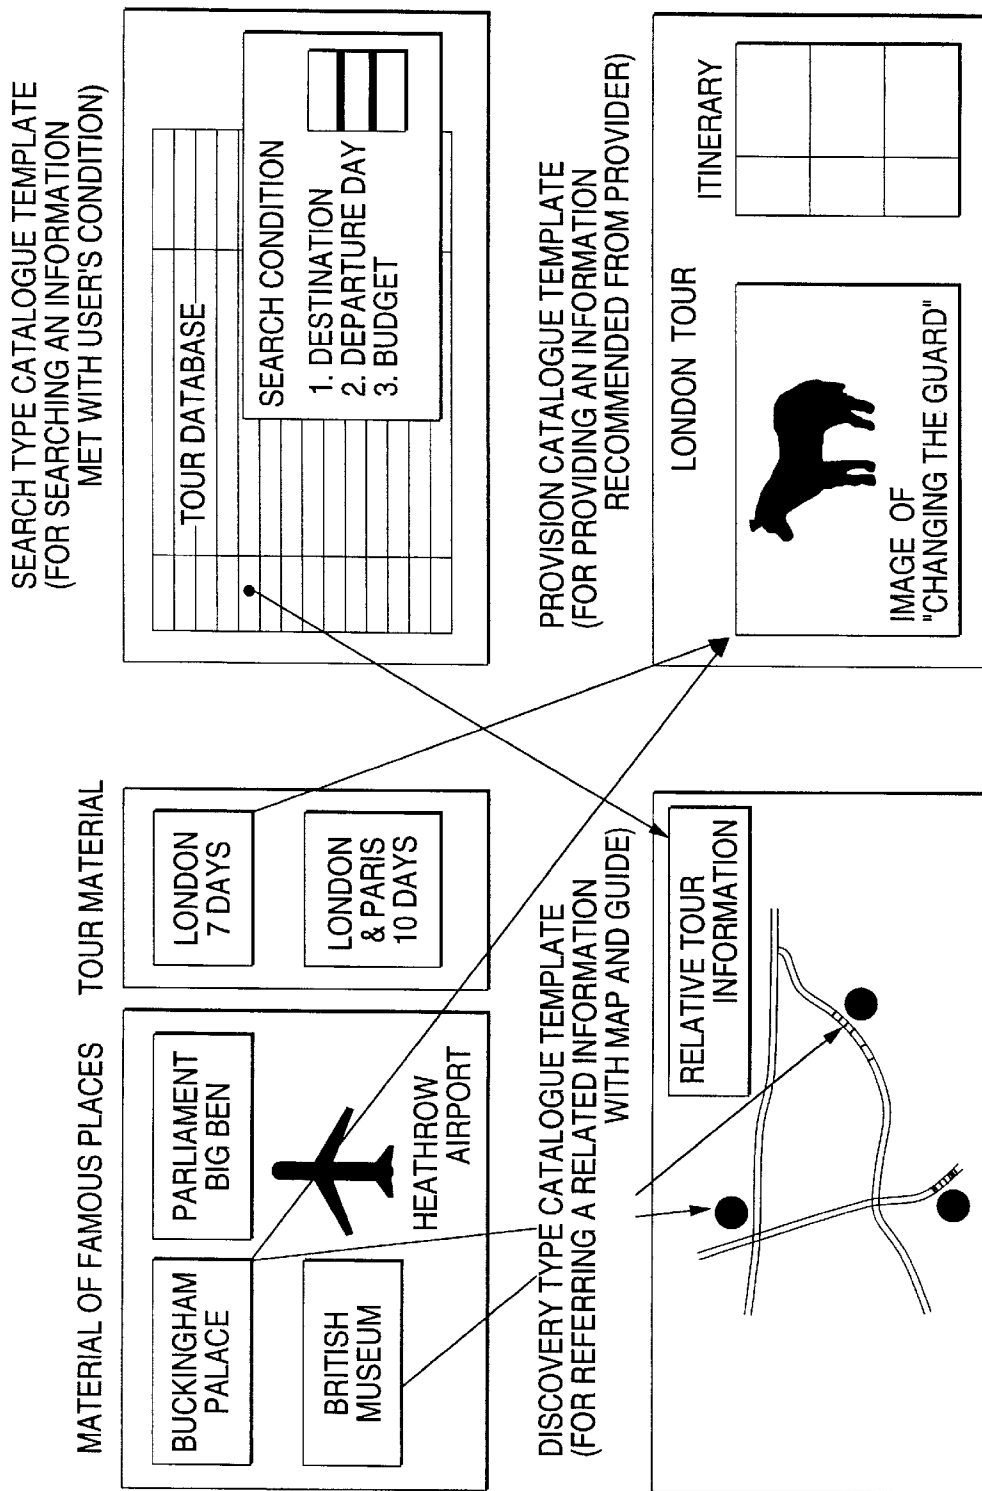 MATERIAL OF FAMOUS PLACES
BUCKINGHAM
PALACE
PARLIAMENT
BIG BEN
BRITISH
MUSEUM
HEATHROW
AIRPORT
TOUR MATERIAL
LONDON
7 DAYS
LONDON
& PARIS
10 DAYS
SEARCH TYPE CATALOGUE TEMPLATE
(FOR SEARCHING AN INFORMATION
MET WITH USER'S CONDITION)
TOUR DATABASE
SEARCH CONDITION
1. DESTINATION
2. DEPARTURE DAY
3. BUDGET
DISCOVERY TYPE CATALOGUE TEMPLATE
(FOR REFERRING A RELATED INFORMATION
WITH MAP AND GUIDE)
RELATIVE TOUR
INFORMATION
PROVISION CATALOGUE TEMPLATE
(FOR PROVIDING AN INFORMATION
RECOMMENDED FROM PROVIDER)
LONDON TOUR
ITINERARY
IMAGE OF
"CHANGING THE GUARD"